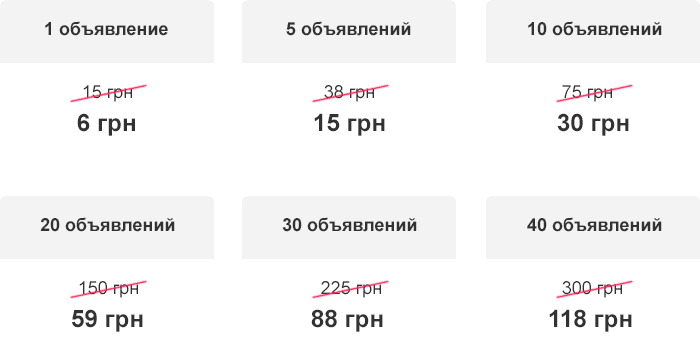 1 объявление
15 грн
6 грн
5 объявлений
38 грн
15 грн
10 объявлений
75 грн
30 грн
20 объявлений
150 грн
59 грн
30 объявлений
225 грн
88 грн
40 объявлений
300 грн
118 грн